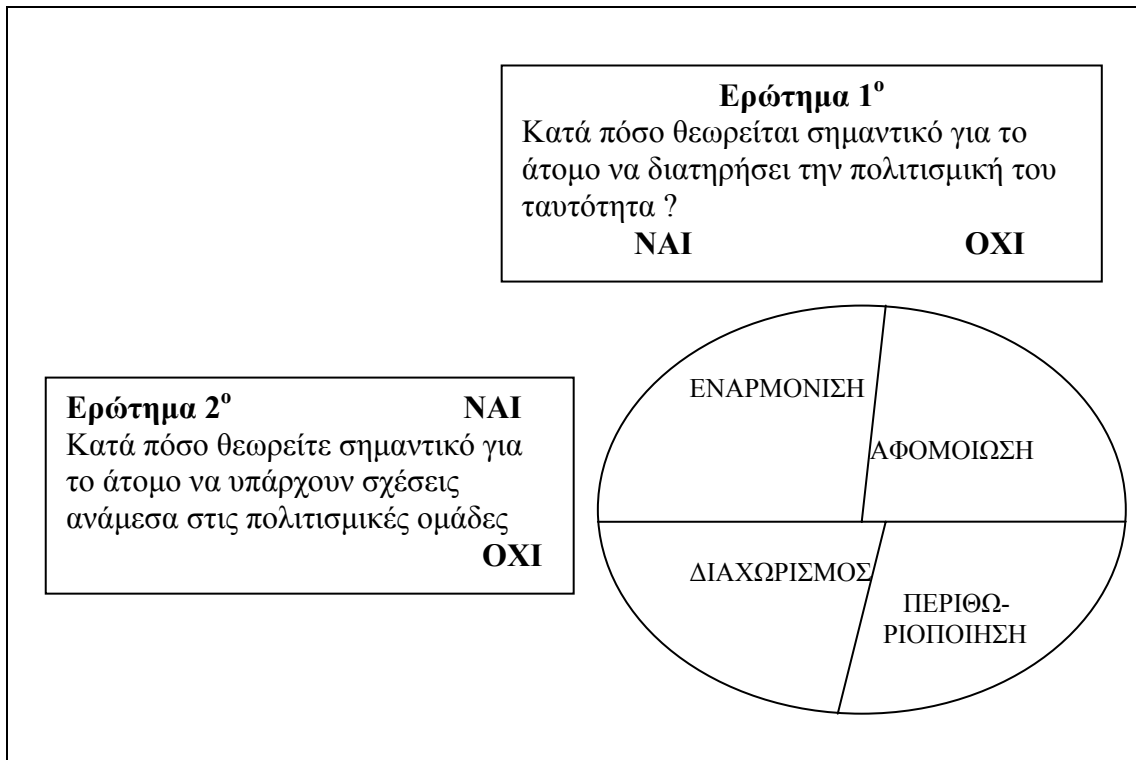 Ερώτημα 1ο
Κατά πόσο θεωρείται σημαντικό για το
άτομο να διατηρήσει την πολιτισμική του
ταυτότητα ?
ΝΑΙ ΟΧΙ
Ερώτημα 2ο ΝΑΙ
Κατά πόσο θεωρείτε σημαντικό για
το άτομο να υπάρχουν σχέσεις
ανάμεσα στις πολιτισμικές ομάδες
ΟΧΙ
ΕΝΑΡΜΟΝΙΣΗ
ΑΦΟΜΟΙΩΣΗ
ΔΙΑΧΩΡΙΣΜΟΣ
ΠΕΡΙΘΩ-
ΡΙΟΠΟΙΗΣΗ